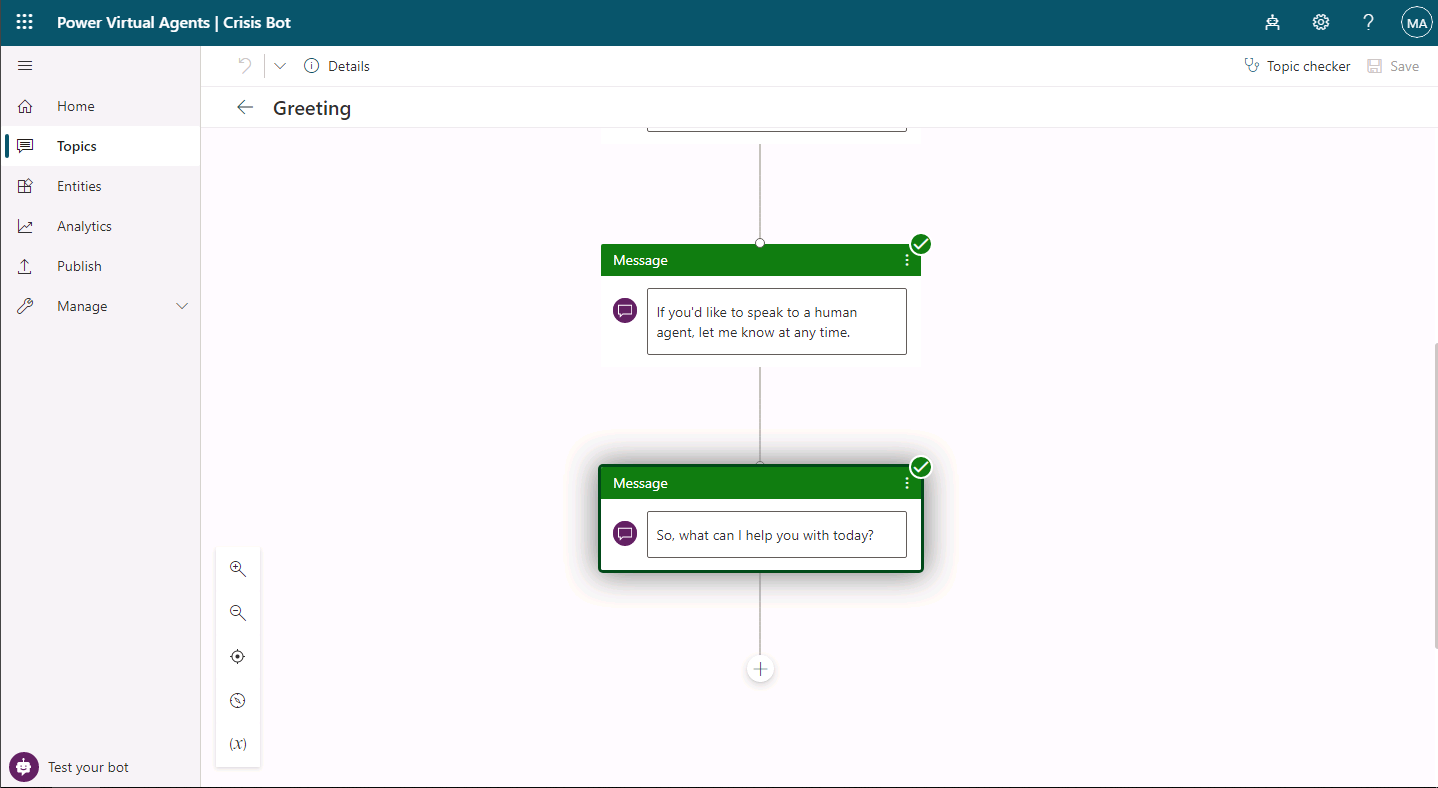 Power Virtual Agents | Crisis Bot
MA
Details
Topic checker
Save
Home
Topics
Entities
Analytics
Publish
Manage
Greeting
Message
If you'd like to speak to a human
agent, let me know at any time.
Message
So, what can I help you with today?
(x)
Test your bot